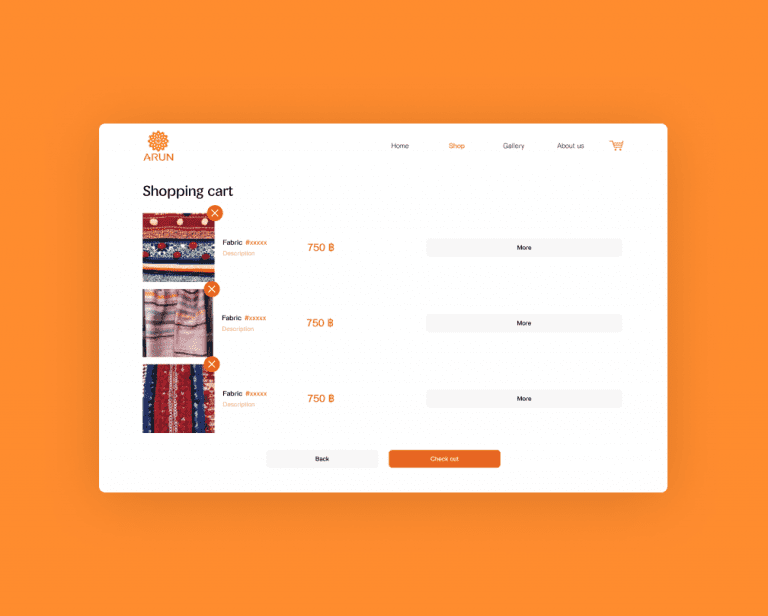 ARUN
Home Shop Gallery About us
Shopping cart
Fabric #xxxxx
Description
750 ฿
More
Fabric #xxxxx
Description
750 ฿
More
Fabric #xxxxx
Description
750 ฿
More
Back
Check out